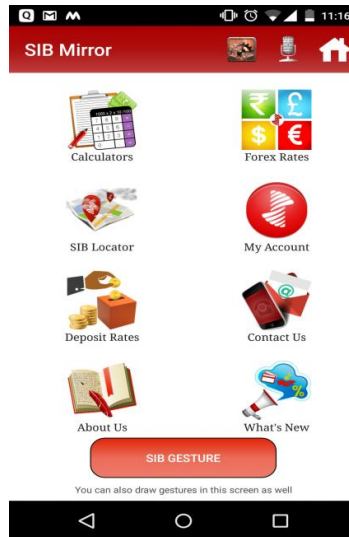 11:16
SIB Mirror
Calculators
Forex Rates
SIB Locator
My Account
Deposit Rates
Contact Us
About Us
What's New
SIB GESTURE
You can also draw gestures in this screen as well